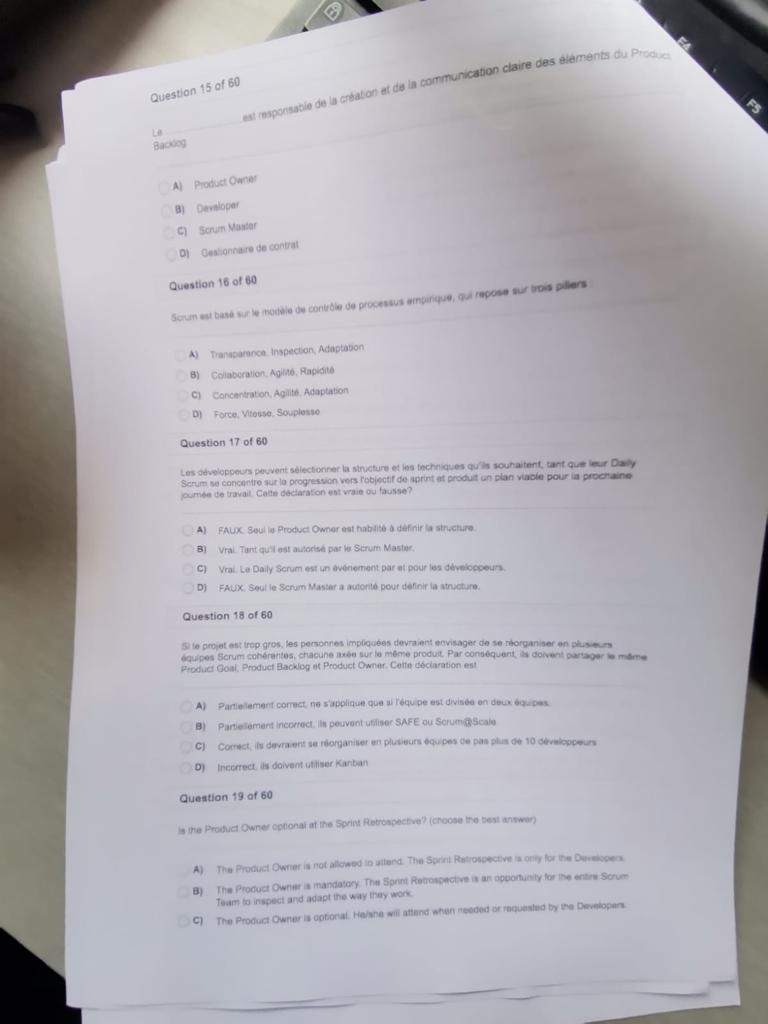 Question 15 of 60
Le ____________ est responsable de la création et de la communication claire des éléments du Product
Backlog
A) Product Owner
B) Developer
C) Scrum Master
D) Gestionnaire de contrat
Question 16 of 60
Scrum est basé sur le modèle de contrôle de processus empirique, qui repose sur trois piliers :
A) Transparence, Inspection, Adaptation
B) Collaboration, Agilité, Rapidité
C) Concentration, Agilité, Adaptation
D) Force, Vitesse, Souplesse
Question 17 of 60
Les développeurs peuvent sélectionner la structure et les techniques qu'ils souhaitent, tant que leur Daily
Scrum se concentre sur la progression vers l'objectif de sprint et produit un plan viable pour la prochaine
journée de travail. Cette déclaration est vraie ou fausse?
A) FAUX. Seul le Product Owner est habilité à définir la structure.
B) Vrai. Tant qu'il est autorisé par le Scrum Master.
C) Vrai. Le Daily Scrum est un événement par et pour les développeurs.
D) FAUX. Seul le Scrum Master a autorité pour définir la structure.
Question 18 of 60
Si le projet est trop gros, les personnes impliquées devraient envisager de se réorganiser en plusieurs
équipes Scrum cohérentes, chacune axée sur le même produit. Par conséquent, ils doivent partager le même
Product Goal, Product Backlog et Product Owner. Cette déclaration est
A) Partiellement correct, ne s'applique que si l'équipe est divisée en deux équipes.
B) Partiellement incorrect, ils peuvent utiliser SAFE ou Scrum@Scale
C) Correct, ils devraient se réorganiser en plusieurs équipes de pas plus de 10 développeurs
D) Incorrect, ils doivent utiliser Kanban
Question 19 of 60
Is the Product Owner optional at the Sprint Retrospective? (choose the best answer)
A) The Product Owner is not allowed to attend. The Sprint Retrospective is only for the Developers.
B) The Product Owner is mandatory. The Sprint Retrospective is an opportunity for the entire Scrum
Team to inspect and adapt the way they work.
C) The Product Owner is optional. He/she will attend when needed or requested by the Developers.
F4
F5